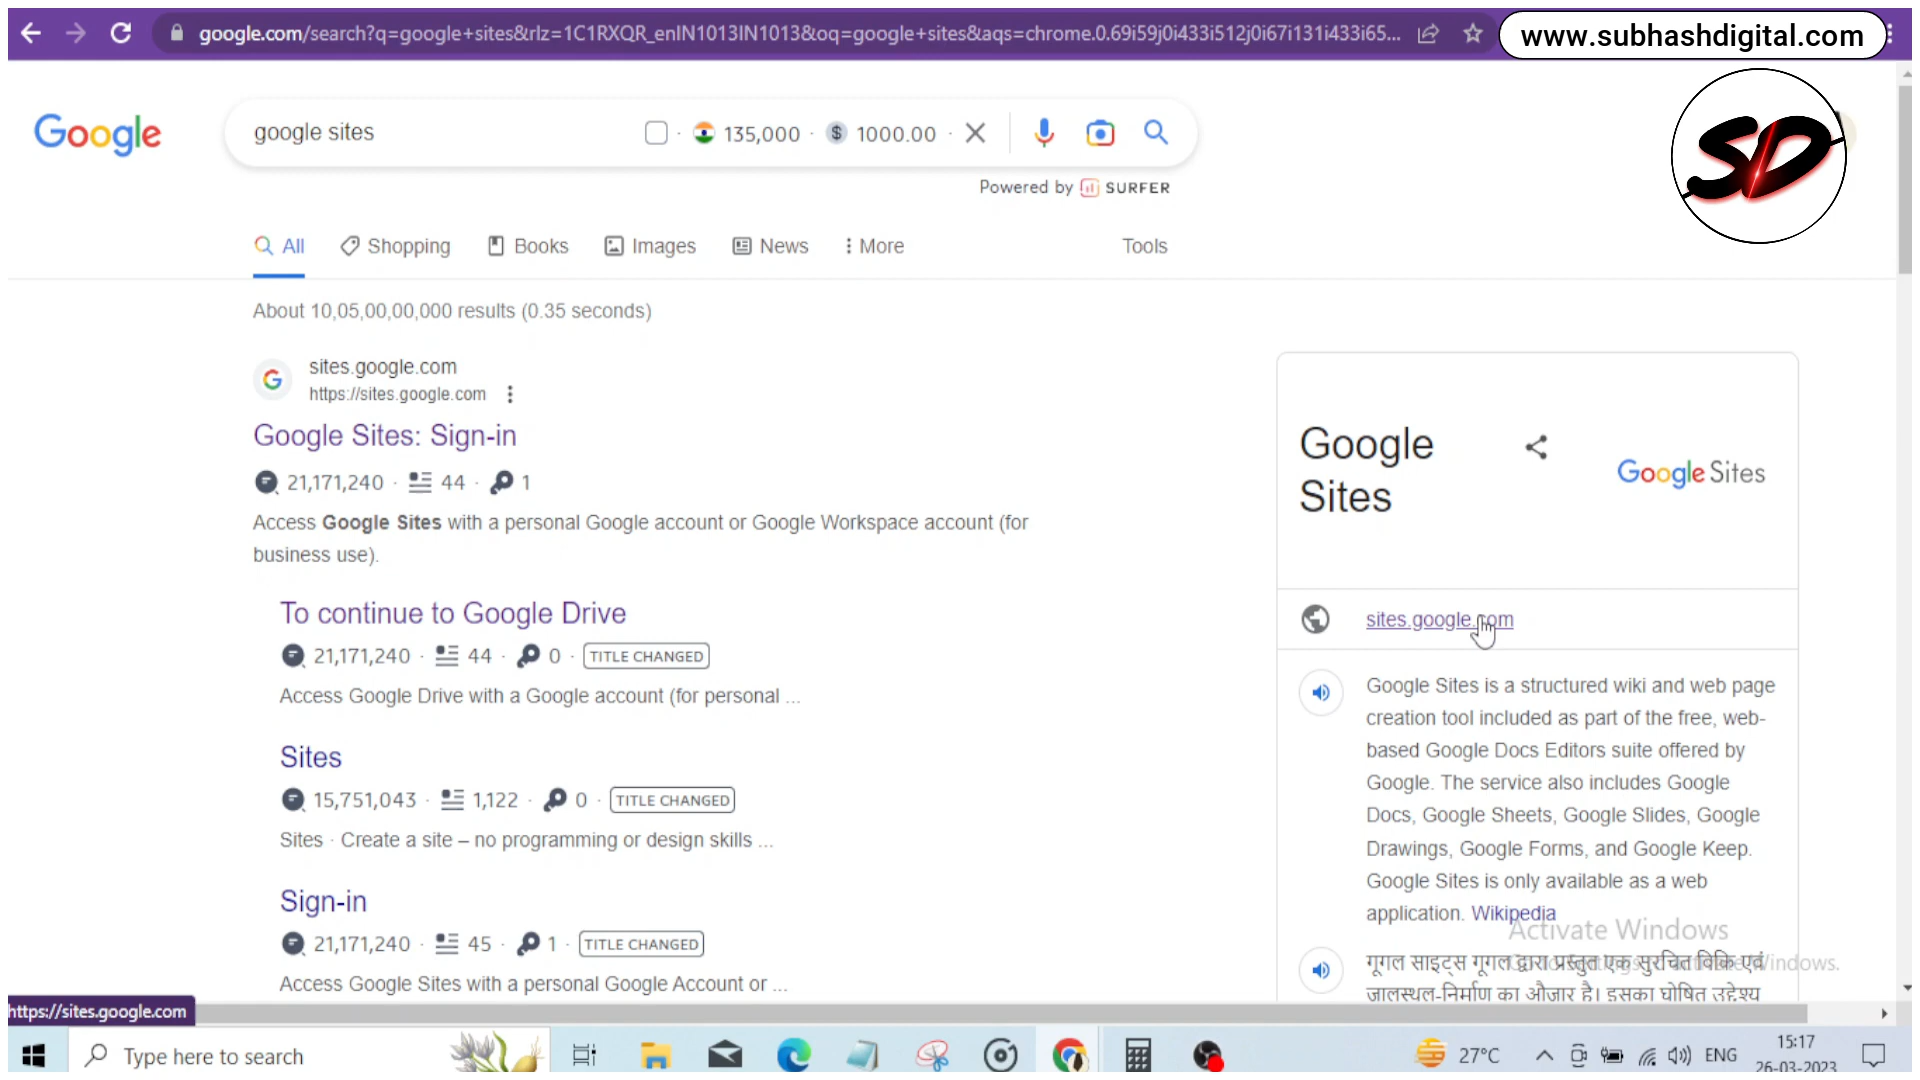 google.com/search?q=google+sites&rlz=1C1RXQR_enIN1013IN1013&oq=google+sites&aqs=chrome.0.69i59j0i433i512j0i67i131i433i65...
www.subhashdigital.com
Google
google sites
135,000 · $ 1000.00 ·
Powered by SURFER
SD
All Shopping Books Images News More Tools
About 10,05,00,00,000 results (0.35 seconds)
sites.google.com
https://sites.google.com
Google Sites: Sign-in
21,171,240 · 44 · 1
Access Google Sites with a personal Google account or Google Workspace account (for
business use).
To continue to Google Drive
21,171,240 · 44 · 0 · TITLE CHANGED
Access Google Drive with a Google account (for personal ...
Sites
15,751,043 · 1,122 · 0 · TITLE CHANGED
Sites · Create a site – no programming or design skills ...
Sign-in
21,171,240 · 45 · 1 · TITLE CHANGED
Access Google Sites with a personal Google Account or ...
Google
Sites
Google Sites
sites.google.com
Google Sites is a structured wiki and web page
creation tool included as part of the free, web-
based Google Docs Editors suite offered by
Google. The service also includes Google
Docs, Google Sheets, Google Slides, Google
Drawings, Google Forms, and Google Keep.
Google Sites is only available as a web
application. Wikipedia
Activate Windows
गूगल साइट्स गूगल द्वारा प्रस्तुत एक सुरचित विकि एवं
Windows.
जालस्थल-निर्माण का औजार है। इसका घोषित उद्देश्य
https://sites.google.com
Type here to search
27°C
ENG
15:17
26-03-2023